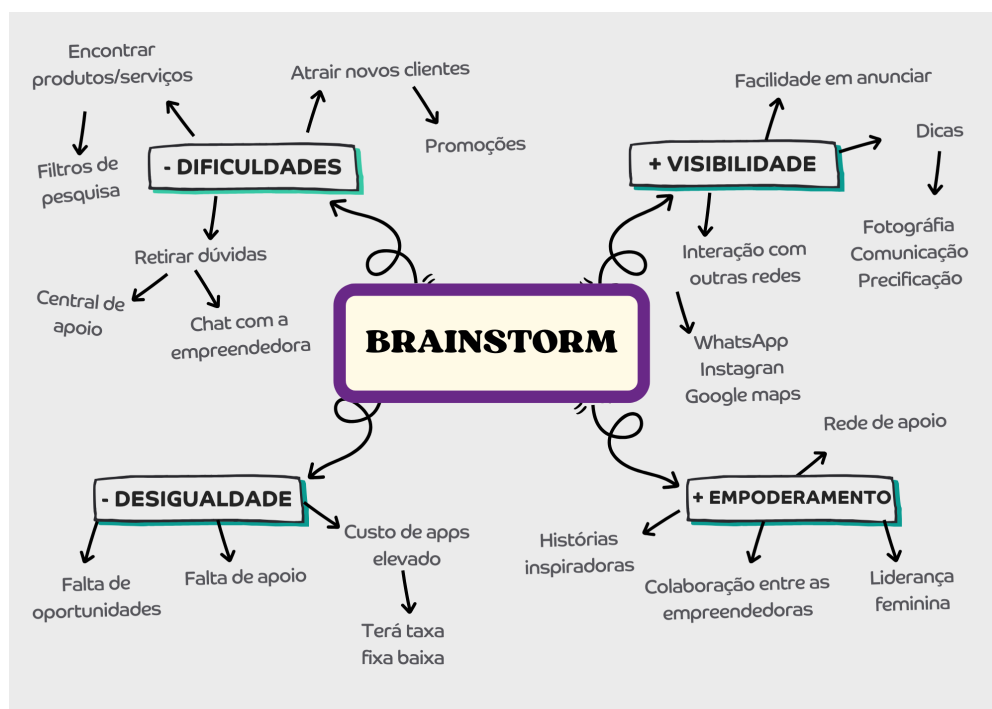 Encontrar
produtos/serviços
Filtros de
pesquisa
Atrair novos clientes
Promoções
- DIFICULDADES
Retirar dúvidas
Central de
apoio
Chat com a
empreendedora
Facilidade em anunciar
Dicas
+ VISIBILIDADE
Fotográfia
Comunicação
Precificação
Interação com
outras redes
WhatsApp
Instagran
Google maps
BRAINSTORM
- DESIGUALDADE
Falta de
oportunidades
Falta de apoio
Custo de apps
elevado
Terá taxa
fixa baixa
Rede de apoio
+ EMPODERAMENTO
Histórias
inspiradoras
Colaboração entre as
empreendedoras
Liderança
feminina